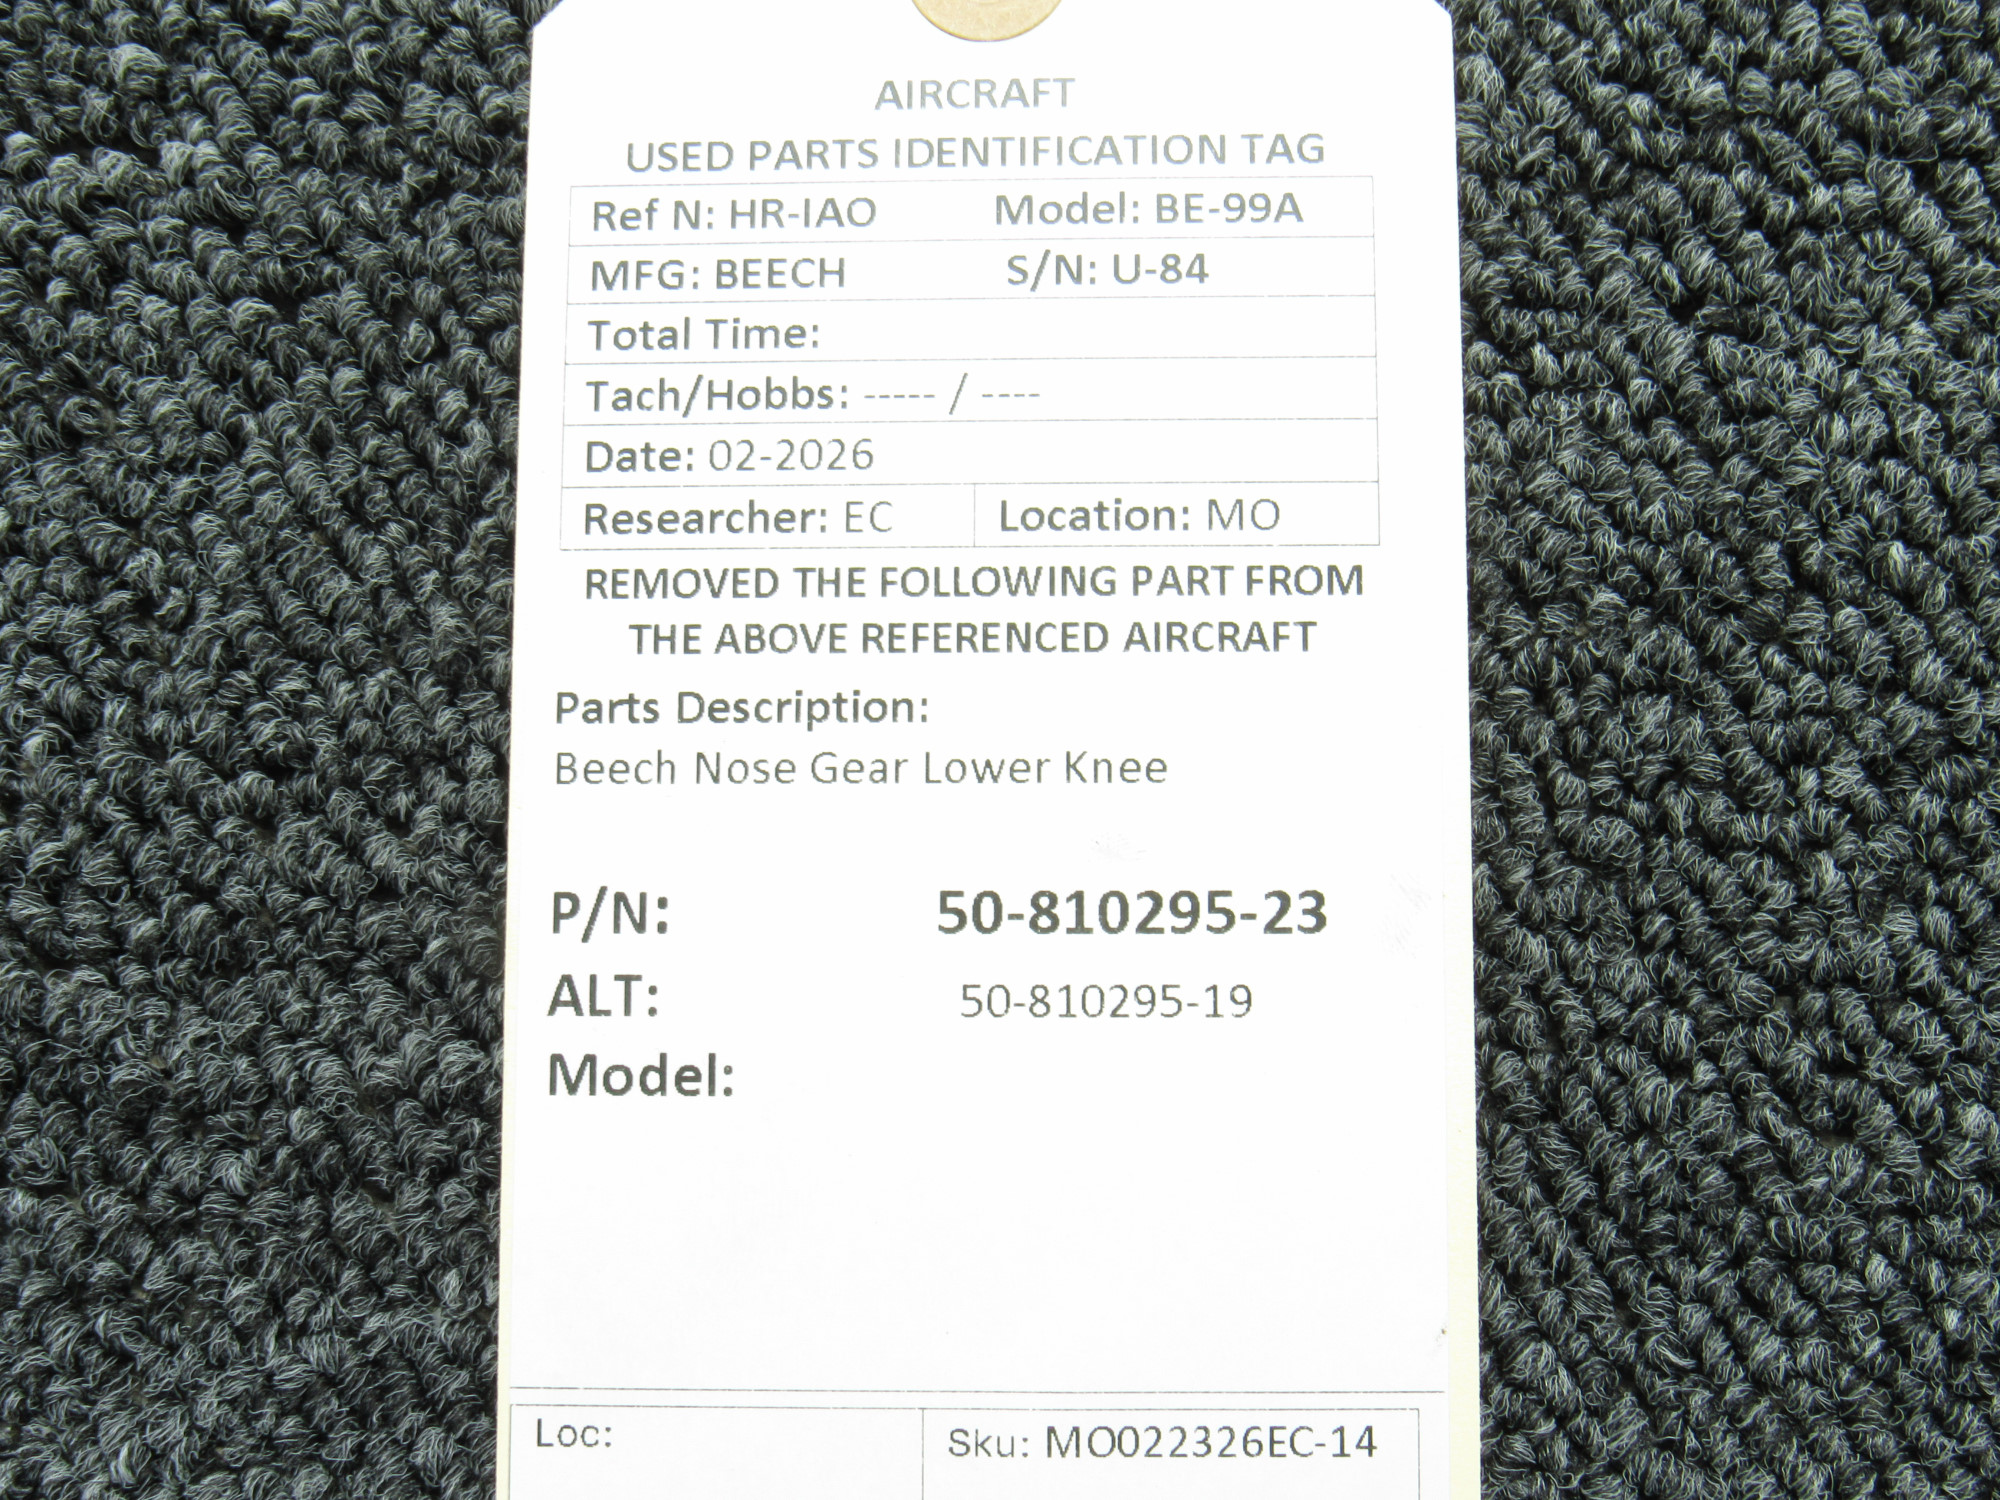 AIRCRAFT
USED PARTS IDENTIFICATION TAG
Ref N: HR-IAO Model: BE-99A
MFG: BEECH S/N: U-84
Total Time:
Tach/Hobbs: ----- / ----
Date: 02-2026
Researcher: EC Location: MO
REMOVED THE FOLLOWING PART FROM
THE ABOVE REFERENCED AIRCRAFT
Parts Description:
Beech Nose Gear Lower Knee
P/N: 50-810295-23
ALT: 50-810295-19
Model:
Loc: Sku: MO022326EC-14